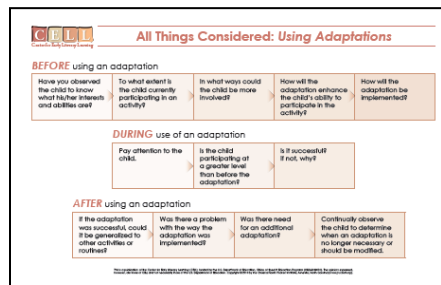 CELL
Center for Early Literacy Learning
All Things Considered: Using Adaptations
BEFORE using an adaptation
Have you observed
the child to know
what his/her interests
and abilities are?
To what extent is
the child currently
participating in an
activity?
In what ways could
the child be more
involved?
How will the
adaptation enhance
the child's ability to
participate in the
activity?
How will the
adaptation be
implemented?
DURING use of an adaptation
Pay attention to the
child.
Is the child
participating at
a greater level
than before the
adaptation?
Is it successful?
If not, why?
AFTER using an adaptation
If the adaptation
was successful, could
it be generalized to
other activities or
routines?
Was there a problem
with the way the
adaptation was
implemented?
Was there need
for an additional
adaptation?
Continually observe
the child to determine
when an adaptation is
no longer necessary or
should be modified.